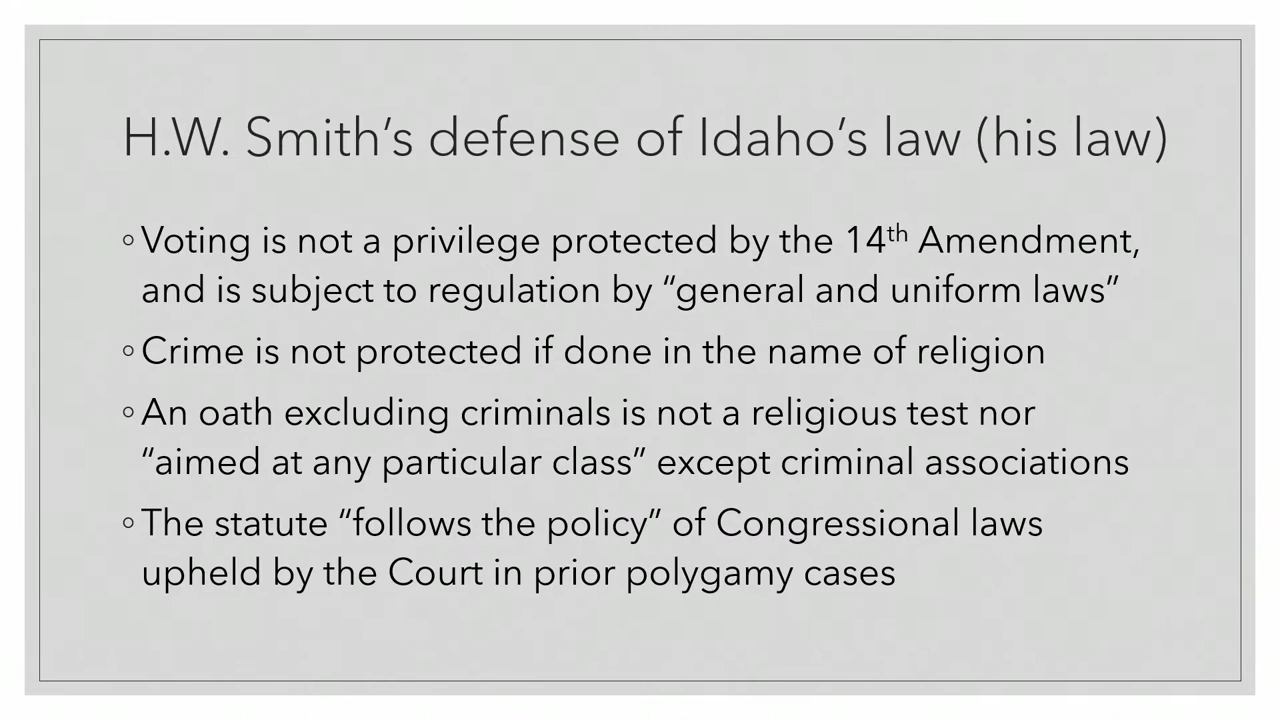 H.W. Smith’s defense of Idaho’s law (his law)
◦ Voting is not a privilege protected by the 14th Amendment,
and is subject to regulation by “general and uniform laws”
◦ Crime is not protected if done in the name of religion
◦ An oath excluding criminals is not a religious test nor
“aimed at any particular class” except criminal associations
◦ The statute “follows the policy” of Congressional laws
upheld by the Court in prior polygamy cases